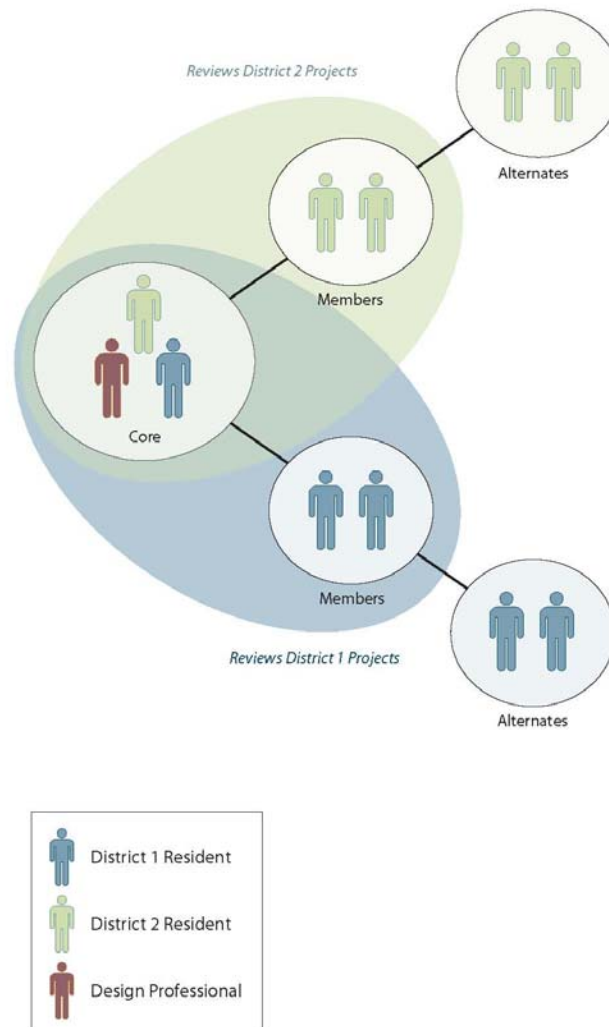 Reviews District 2 Projects
Alternates
Members
Core
Members
Reviews District 1 Projects
Alternates
District 1 Resident
District 2 Resident
Design Professional